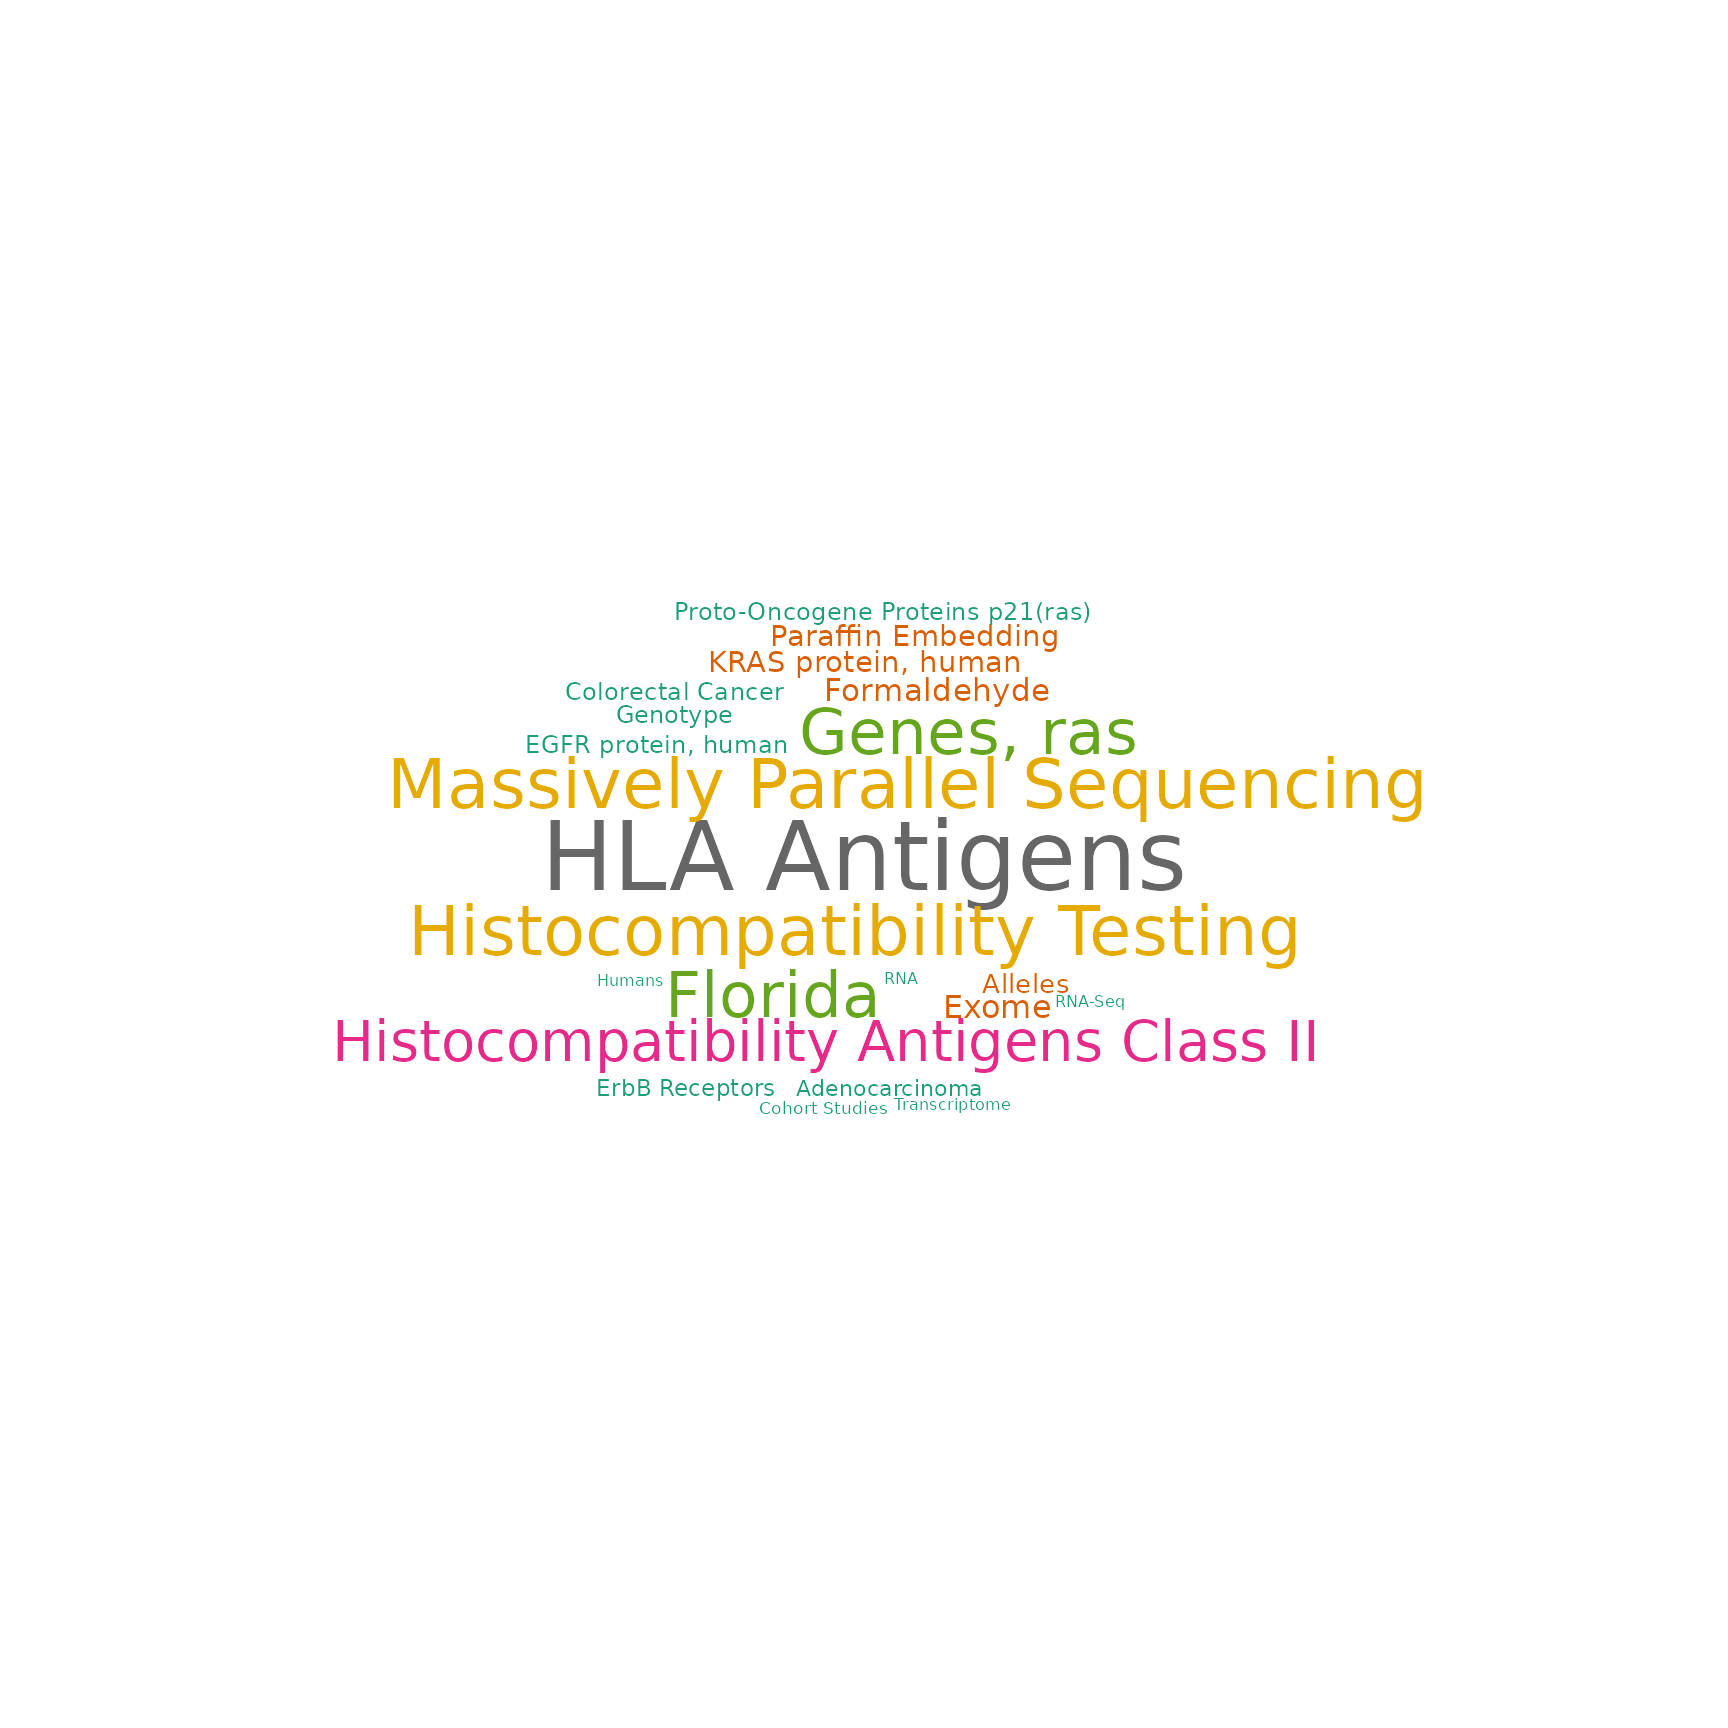 Proto-Oncogene Proteins p21(ras)
Paraffin Embedding
KRAS protein, human
Colorectal Cancer
Formaldehyde
Genotype
Genes, ras
EGFR protein, human
Massively Parallel Sequencing
HLA Antigens
Histocompatibility Testing
Humans
Florida
RNA
Alleles
Exome
RNA-Seq
Histocompatibility Antigens Class II
ErbB Receptors
Adenocarcinoma
Cohort Studies
Transcriptome